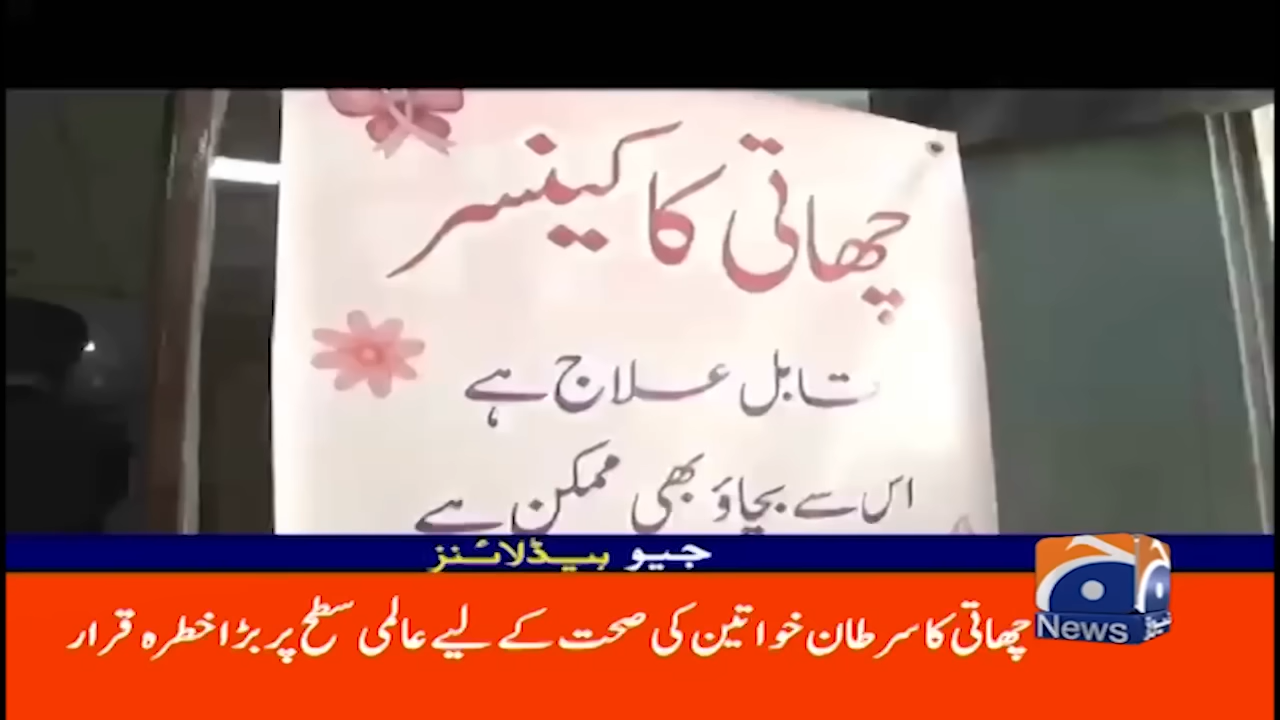 چھاتی کا کینسر
قابل علاج ہے
اس سے بچاؤ بھی ممکن ہے
جیو ہیڈلائنز
News
چھاتی کا سرطان خواتین کی صحت کے لیے عالمی سطح پر بڑا خطرہ قرار